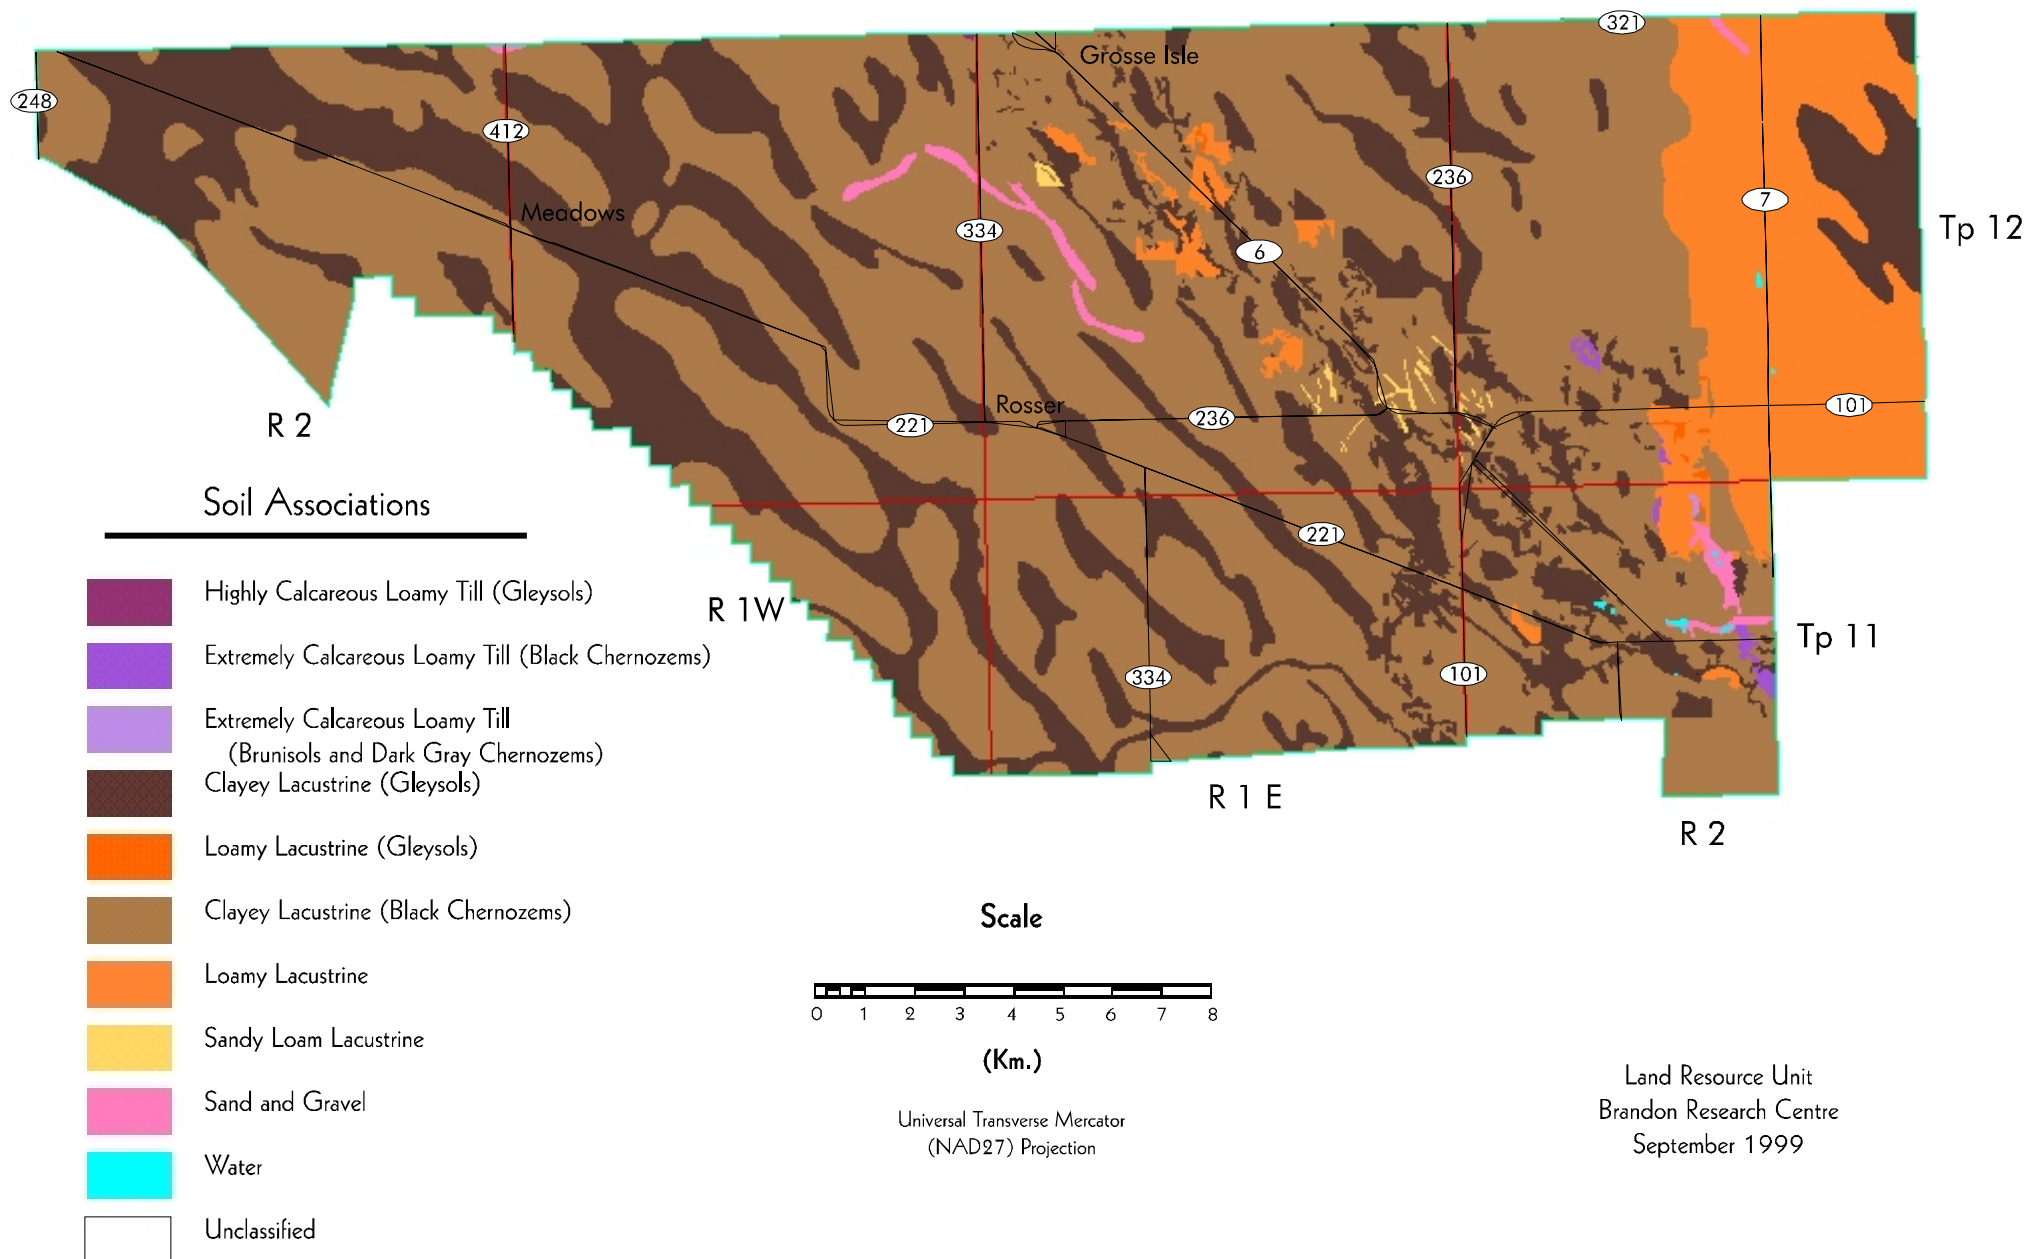 321
Grosse Isle
248
412
236
7
Meadows
334
6
Tp 12
Rosser
221
236
101
R 2
Soil Associations
221
Highly Calcareous Loamy Till (Gleysols)
R 1W
Tp 11
Extremely Calcareous Loamy Till (Black Chernozems)
334
101
Extremely Calcareous Loamy Till
(Brunisols and Dark Gray Chernozems)
Clayey Lacustrine (Gleysols)
R 1 E
R 2
Loamy Lacustrine (Gleysols)
Clayey Lacustrine (Black Chernozems)
Loamy Lacustrine
Sandy Loam Lacustrine
Sand and Gravel
Water
Unclassified
Scale
0 1 2 3 4 5 6 7 8
(Km.)
Universal Transverse Mercator
(NAD27) Projection
Land Resource Unit
Brandon Research Centre
September 1999